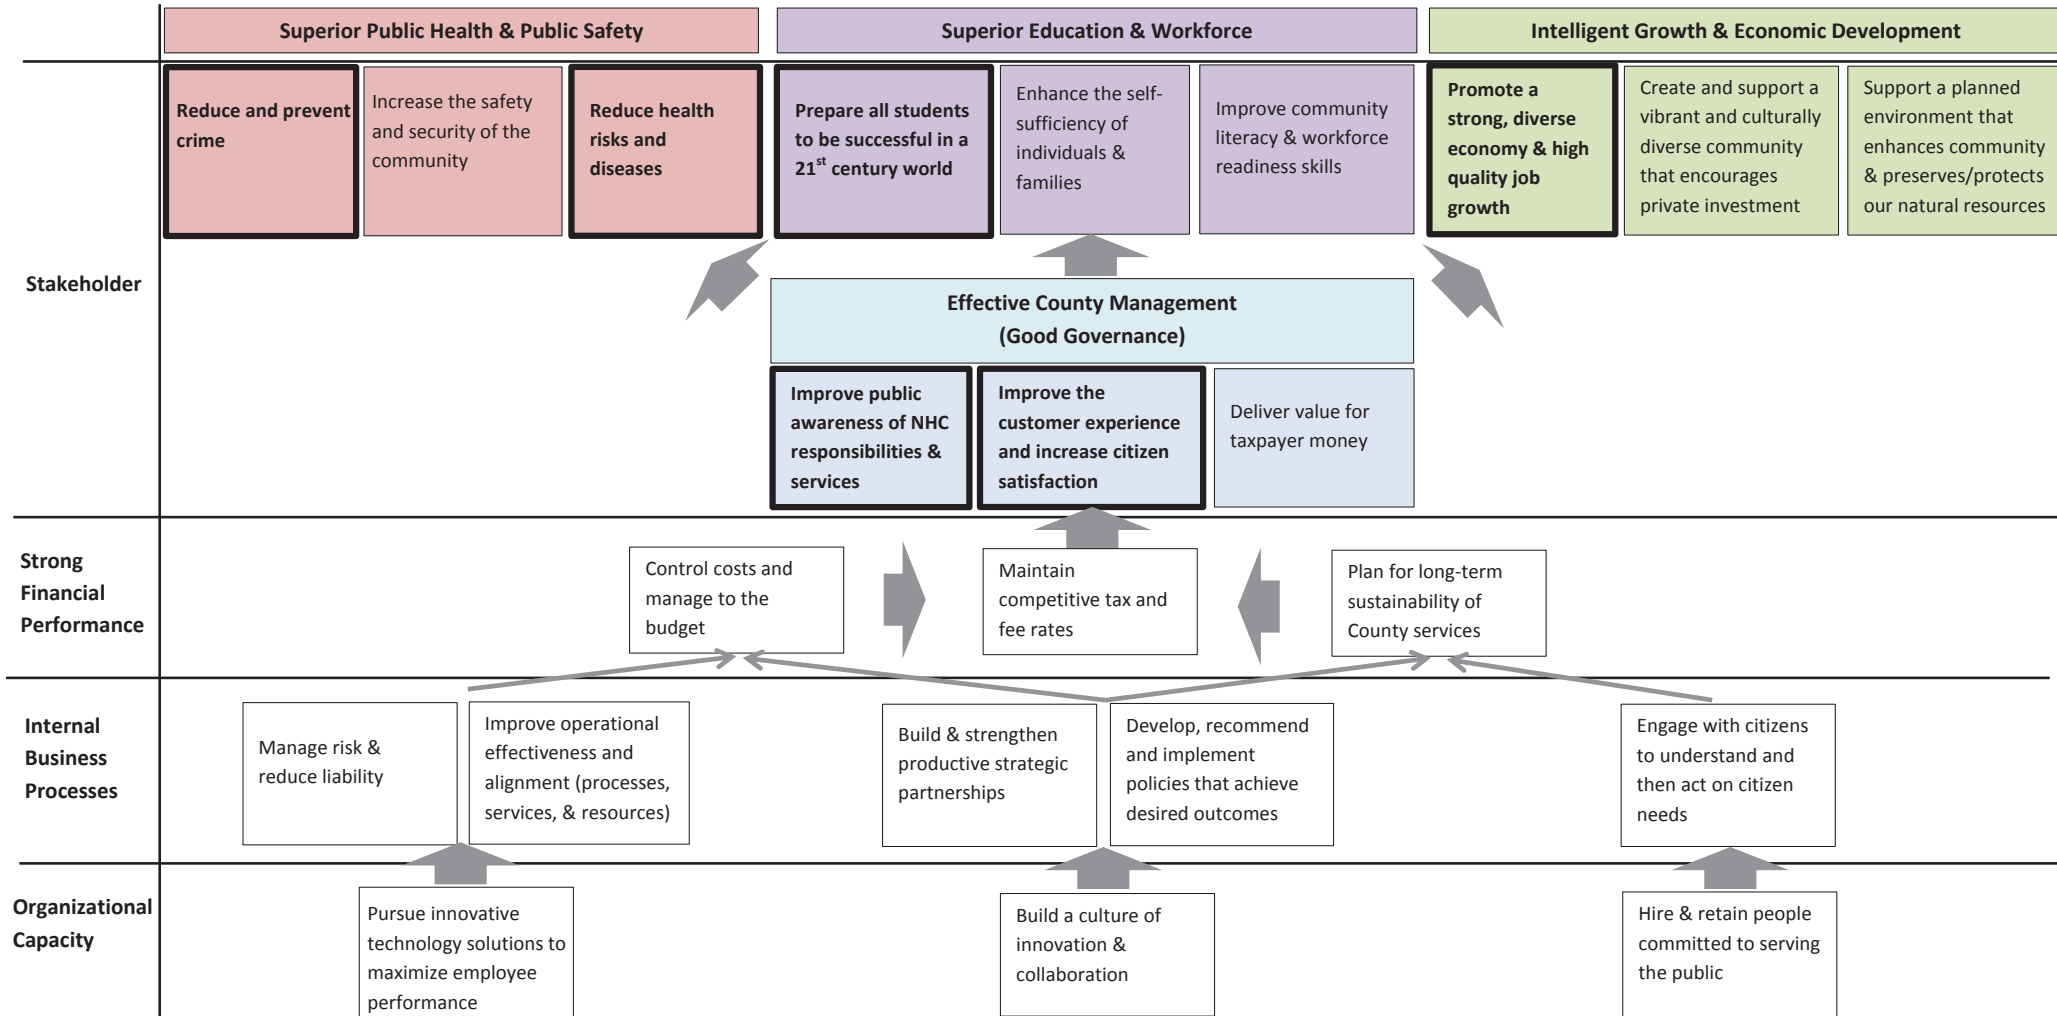 Superior Public Health & Public Safety
Superior Education & Workforce
Intelligent Growth & Economic Development
Stakeholder
Reduce and prevent
crime
Increase the safety
and security of the
community
Reduce health
risks and
diseases
Prepare all students
to be successful in a
21st century world
Enhance the self-
sufficiency of
individuals &
families
Improve community
literacy & workforce
readiness skills
Promote a
strong, diverse
economy & high
quality job
growth
Create and support a
vibrant and culturally
diverse community
that encourages
private investment
Support a planned
environment that
enhances community
& preserves/protects
our natural resources
Effective County Management
(Good Governance)
Improve public
awareness of NHC
responsibilities &
services
Improve the
customer experience
and increase citizen
satisfaction
Deliver value for
taxpayer money
Strong
Financial
Performance
Control costs and
manage to the
budget
Maintain
competitive tax and
fee rates
Plan for long-term
sustainability of
County services
Internal
Business
Processes
Manage risk &
reduce liability
Improve operational
effectiveness and
alignment (processes,
services, & resources)
Build & strengthen
productive strategic
partnerships
Develop, recommend
and implement
policies that achieve
desired outcomes
Engage with citizens
to understand and
then act on citizen
needs
Organizational
Capacity
Pursue innovative
technology solutions to
maximize employee
performance
Build a culture of
innovation &
collaboration
Hire & retain people
committed to serving
the public